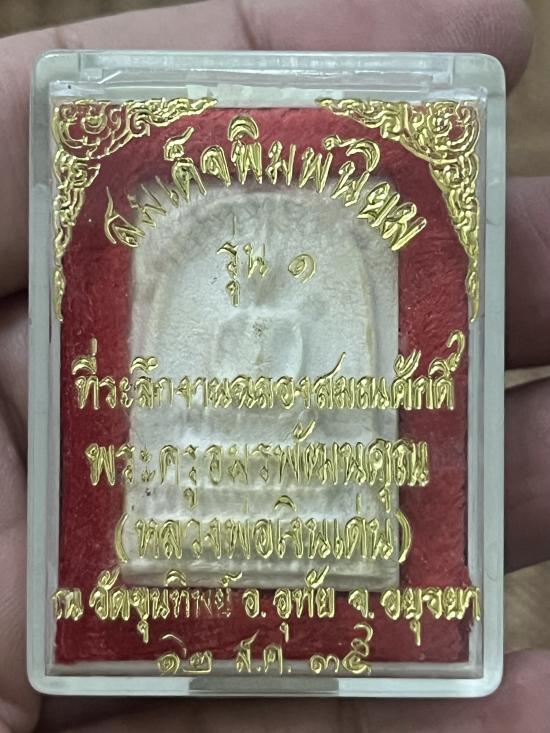 สมเด็จพิมพ์นิยม
รุ่น ๑
ที่ระลึกงานฉลองสมณศักดิ์
พระครูอมรพัฒนคุณ
(หลวงพ่อเงินเด่น)
ณ วัดขุนทิพย์ อ. อุทัย จ. อยุธยา
๑๒ ส.ค. ๓๕